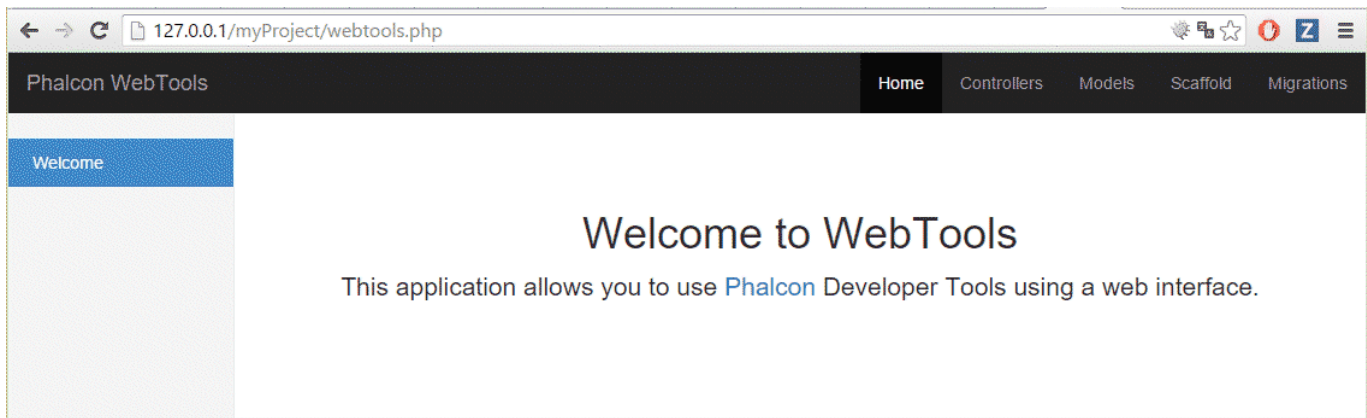 127.0.0.1/myProject/webtools.php
Phalcon WebTools
Home Controllers Models Scaffold Migrations
Welcome
Welcome to WebTools
This application allows you to use Phalcon Developer Tools using a web interface.